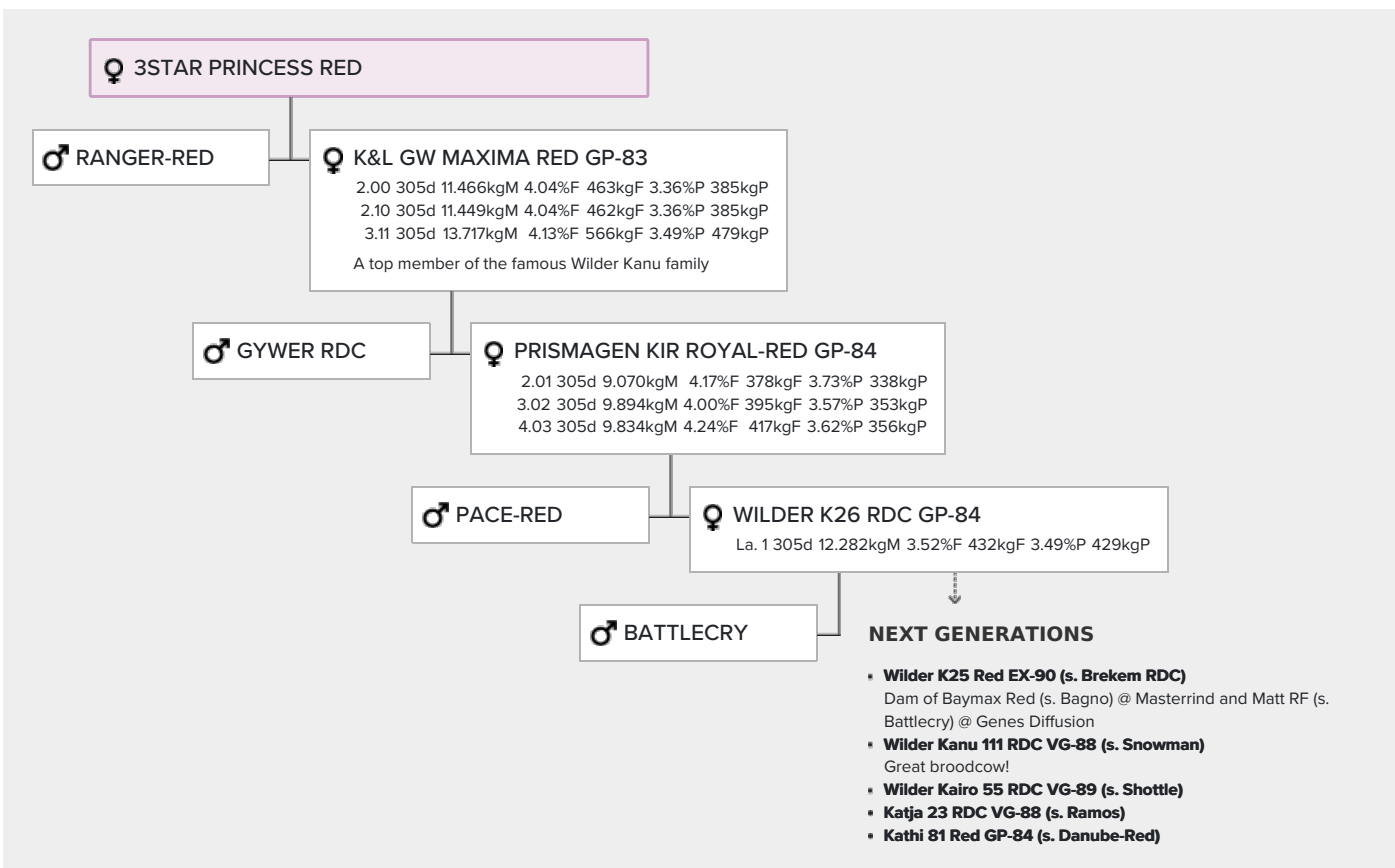 3STAR PRINCESS RED
RANGER-RED
K&L GW MAXIMA RED GP-83
2.00 305d 11.466kgM 4.04%F 463kgF 3.36%P 385kgP
2.10 305d 11.449kgM 4.04%F 462kgF 3.36%P 385kgP
3.11 305d 13.717kgM 4.13%F 566kgF 3.49%P 479kgP
A top member of the famous Wilder Kanu family
GYWER RDC
PRISMAGEN KIR ROYAL-RED GP-84
2.01 305d 9.070kgM 4.17%F 378kgF 3.73%P 338kgP
3.02 305d 9.894kgM 4.00%F 395kgF 3.57%P 353kgP
4.03 305d 9.834kgM 4.24%F 417kgF 3.62%P 356kgP
PACE-RED
WILDER K26 RDC GP-84
La. 1 305d 12.282kgM 3.52%F 432kgF 3.49%P 429kgP
BATTLECRY
NEXT GENERATIONS
Wilder K25 Red EX-90 (s. Brekem RDC)
Dam of Baymax Red (s. Bagno) @ Masterrind and Matt RF (s.
Battlecry) @ Genes Diffusion
Wilder Kanu 111 RDC VG-88 (s. Snowman)
Great broodcow!
Wilder Kairo 55 RDC VG-89 (s. Shottle)
Katja 23 RDC VG-88 (s. Ramos)
Kathi 81 Red GP-84 (s. Danube-Red)